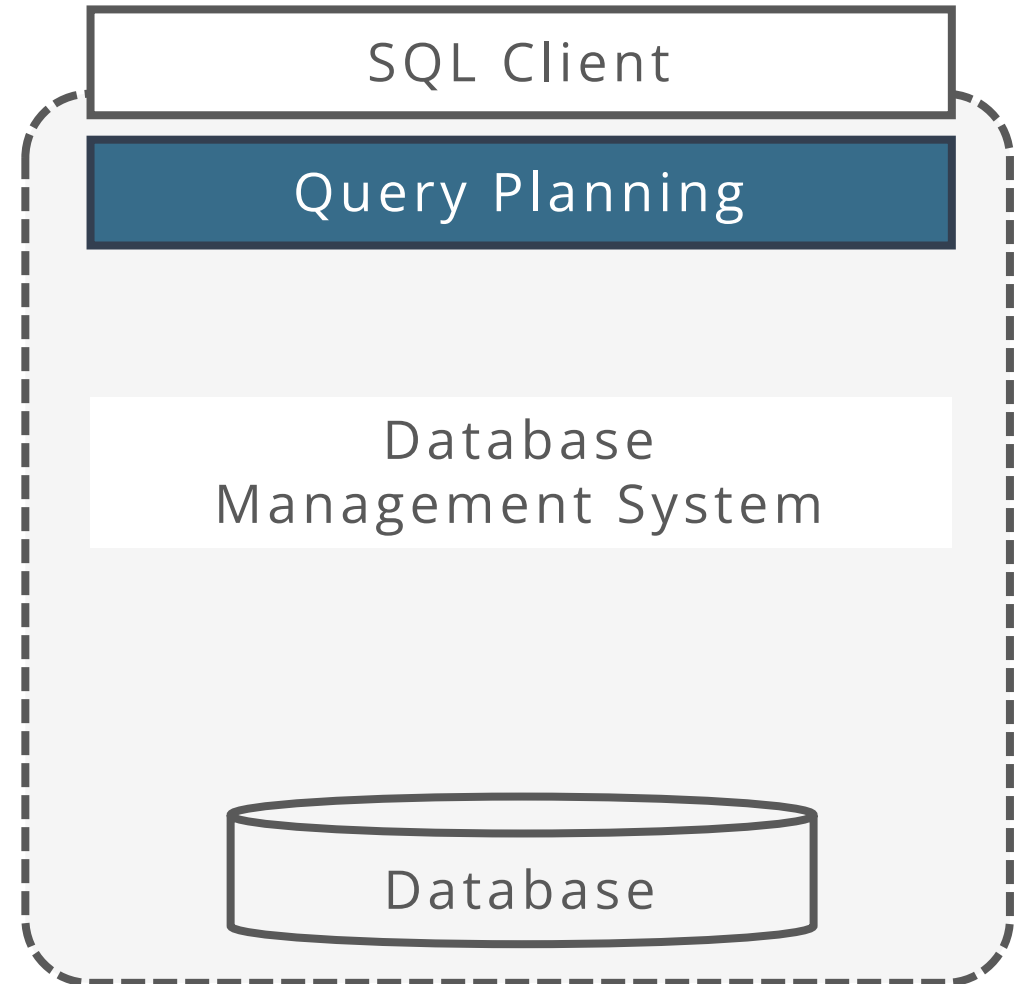 SQL Client
Query Planning
Database
Management System
Database